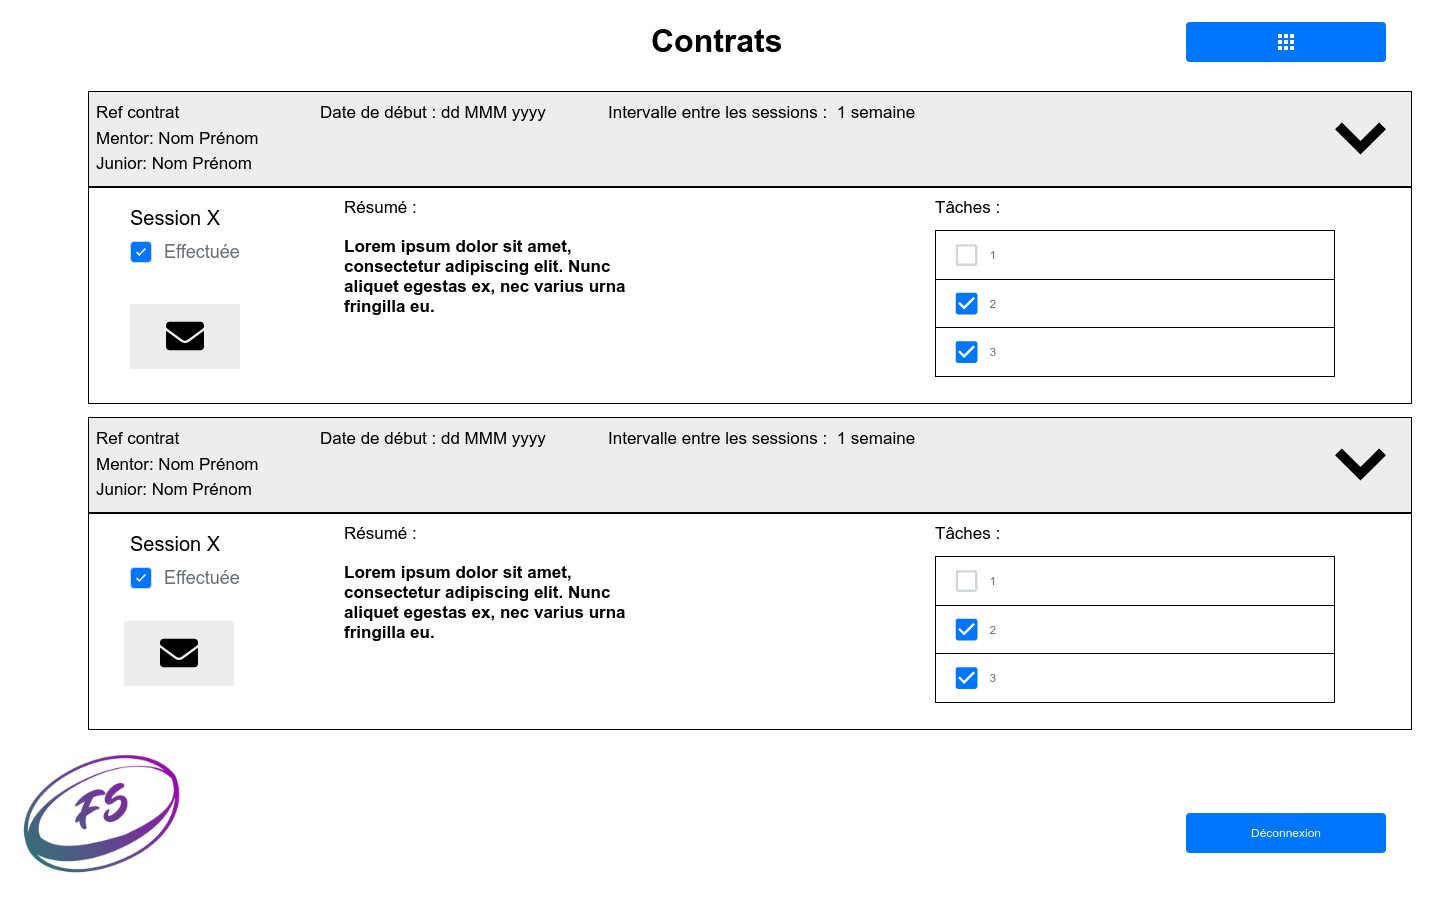 Contrats
Ref contrat
Date de début : dd MMM yyyy
Intervalle entre les sessions :  1 semaine
Mentor: Nom Prénom
Junior: Nom Prénom
Session X
Effectuée
Résumé :
Lorem ipsum dolor sit amet,
consectetur adipiscing elit. Nunc
aliquet egestas ex, nec varius urna
fringilla eu.
Tâches :
1
2
3
Ref contrat
Date de début : dd MMM yyyy
Intervalle entre les sessions :  1 semaine
Mentor: Nom Prénom
Junior: Nom Prénom
Session X
Effectuée
Résumé :
Lorem ipsum dolor sit amet,
consectetur adipiscing elit. Nunc
aliquet egestas ex, nec varius urna
fringilla eu.
Tâches :
1
2
3
FS
Déconnexion